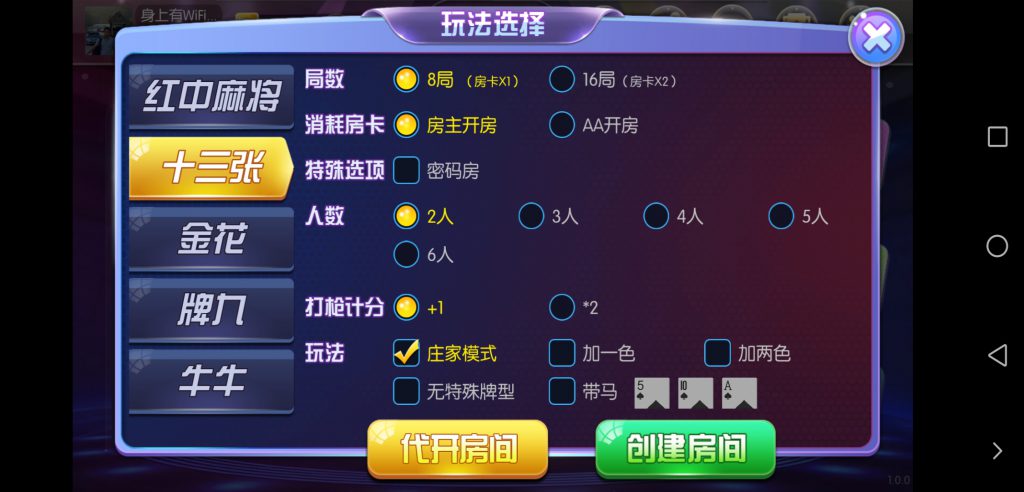 身上有WiFi...
玩法选择
红中麻将
十三张
金花
牌九
牛牛
局数 8局（房卡X1） 16局（房卡X2）
消耗房卡 房主开房 AA开房
特殊选项 密码房
人数 2人 3人 4人 5人
6人
打枪计分 +1 *2
玩法 庄家模式 加一色 加两色
无特殊牌型 带马 5 10 A
代开房间 创建房间
1.0.0